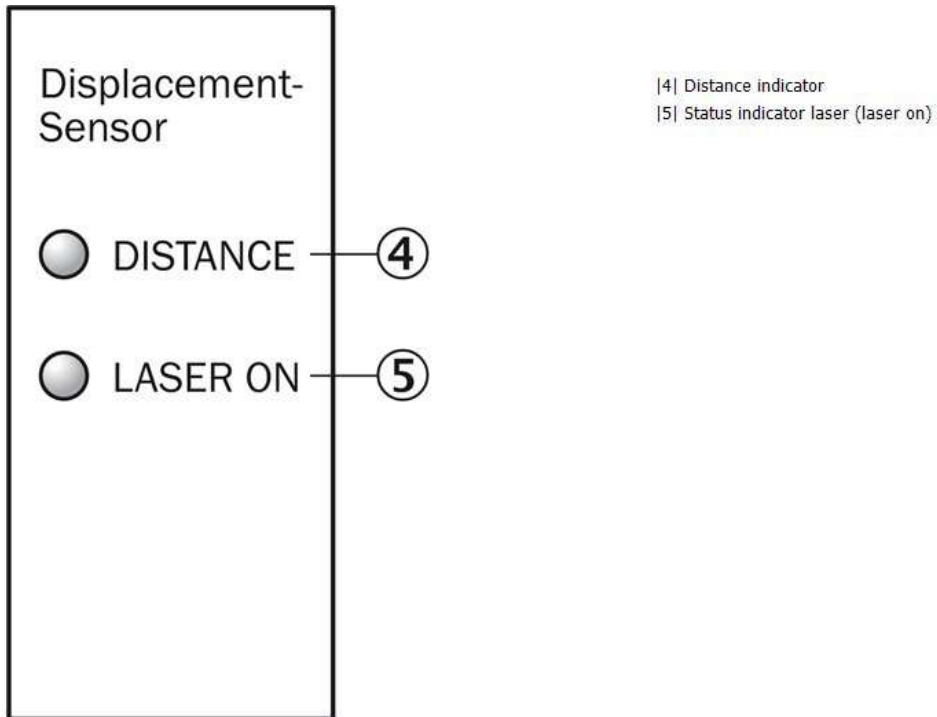 Displacement-
Sensor
DISTANCE ④
LASER ON ⑤
|4| Distance indicator
|5| Status indicator laser (laser on)